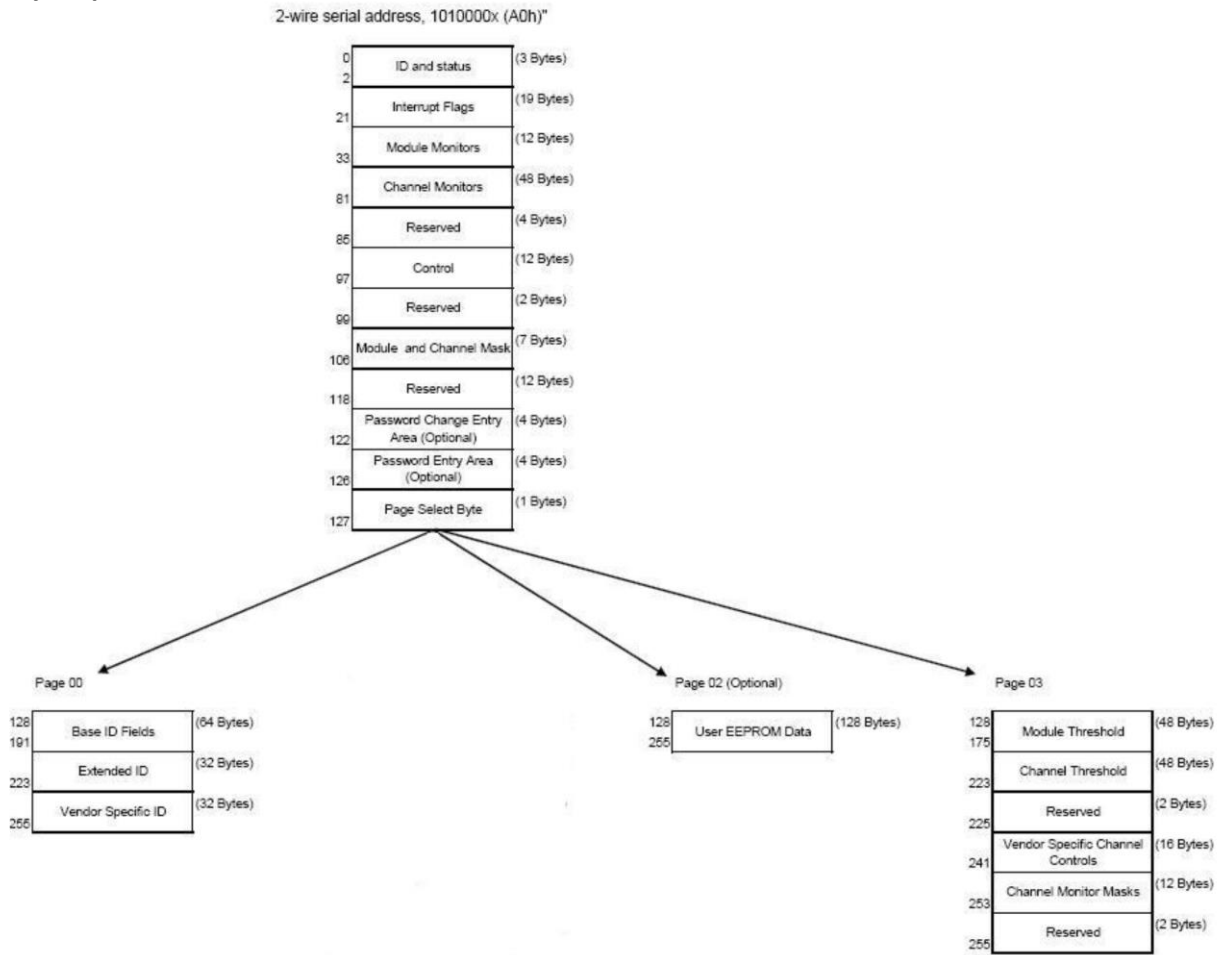 2-wire serial address, 1010000x (A0h)"
0
2
ID and status
(3 Bytes)
21
Interrupt Flags
(19 Bytes)
33
Module Monitors
(12 Bytes)
81
Channel Monitors
(48 Bytes)
85
Reserved
(4 Bytes)
97
Control
(12 Bytes)
99
Reserved
(2 Bytes)
106
Module and Channel Mask
(7 Bytes)
118
Reserved
(12 Bytes)
122
Password Change Entry
Area (Optional)
(4 Bytes)
126
Password Entry Area
(Optional)
(4 Bytes)
127
Page Select Byte
(1 Bytes)
Page 00
128
191
Base ID Fields
(64 Bytes)
223
Extended ID
(32 Bytes)
255
Vendor Specific ID
(32 Bytes)
Page 02 (Optional)
128
255
User EEPROM Data
(128 Bytes)
Page 03
128
175
Module Threshold
(48 Bytes)
223
Channel Threshold
(48 Bytes)
225
Reserved
(2 Bytes)
241
Vendor Specific Channel
Controls
(16 Bytes)
253
Channel Monitor Masks
(12 Bytes)
255
Reserved
(2 Bytes)